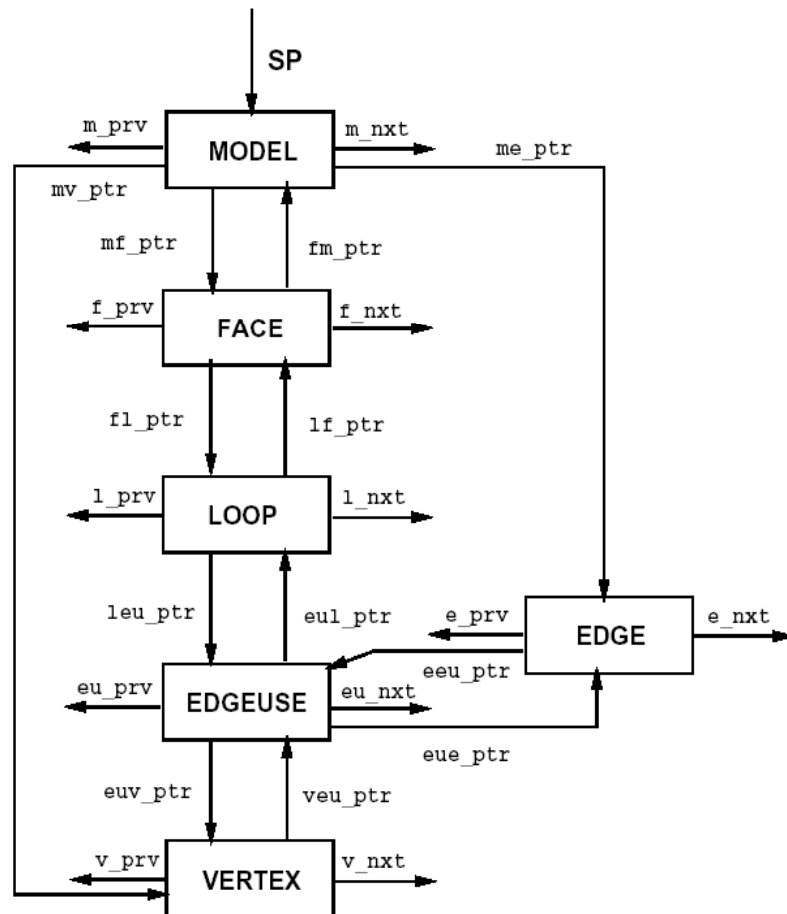 SP
m_prv
MODEL
m_nxt
me_ptr
mv_ptr
mf_ptr
fm_ptr
f_prv
FACE
f_nxt
fl_ptr
lf_ptr
l_prv
LOOP
l_nxt
leu_ptr
eul_ptr
e_prv
EDGE
e_nxt
eeu_ptr
eu_prv
EDGEUSE
eu_nxt
eue_ptr
euv_ptr
veu_ptr
v_prv
VERTEX
v_nxt